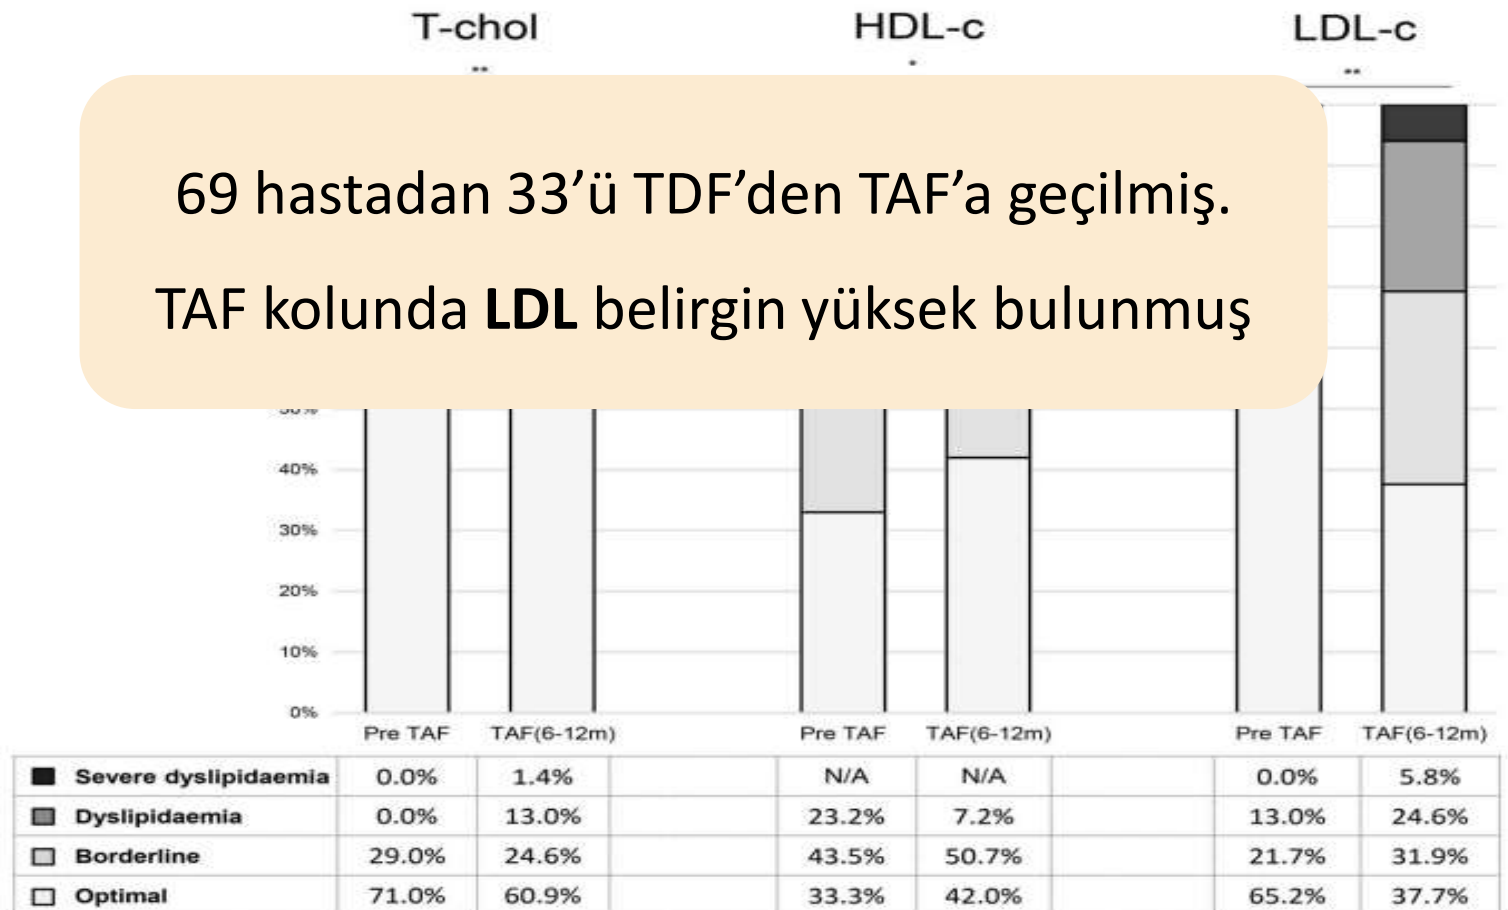 T-chol HDL-c LDL-c
** * **
69 hastadan 33’ü TDF’den TAF’a geçilmiş.
TAF kolunda LDL belirgin yüksek bulunmuş
40%
30%
20%
10%
0%
Pre TAF TAF(6-12m) Pre TAF TAF(6-12m) Pre TAF TAF(6-12m)
Severe dyslipidaemia 0.0% 1.4% N/A N/A 0.0% 5.8%
Dyslipidaemia 0.0% 13.0% 23.2% 7.2% 13.0% 24.6%
Borderline 29.0% 24.6% 43.5% 50.7% 21.7% 31.9%
Optimal 71.0% 60.9% 33.3% 42.0% 65.2% 37.7%